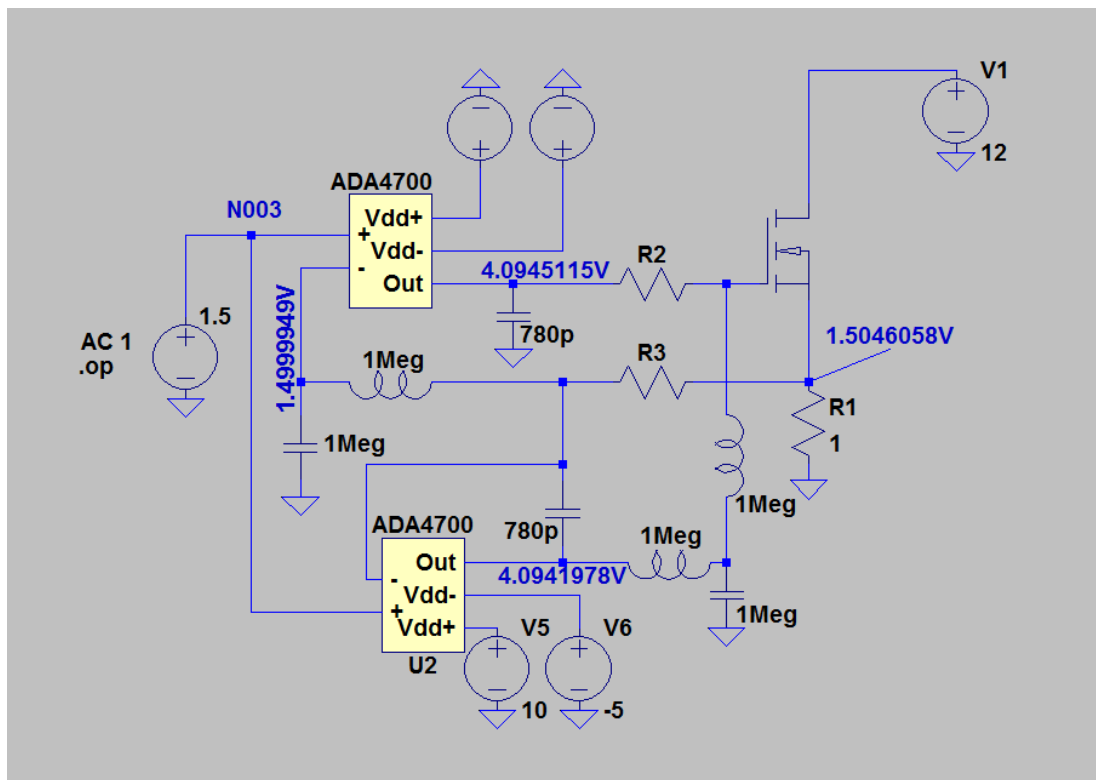 V1
12
ADA4700
N003
Vdd+
+
Vdd-
-
Out
4.0945115V
R2
780p
1.5
AC 1
.op
1.4999949V
1Meg
R3
1.5046058V
R1
1
1Meg
1Meg
ADA4700
780p
1Meg
Out
-
Vdd-
+
Vdd+
4.0941978V
1Meg
U2
V5
V6
10
-5